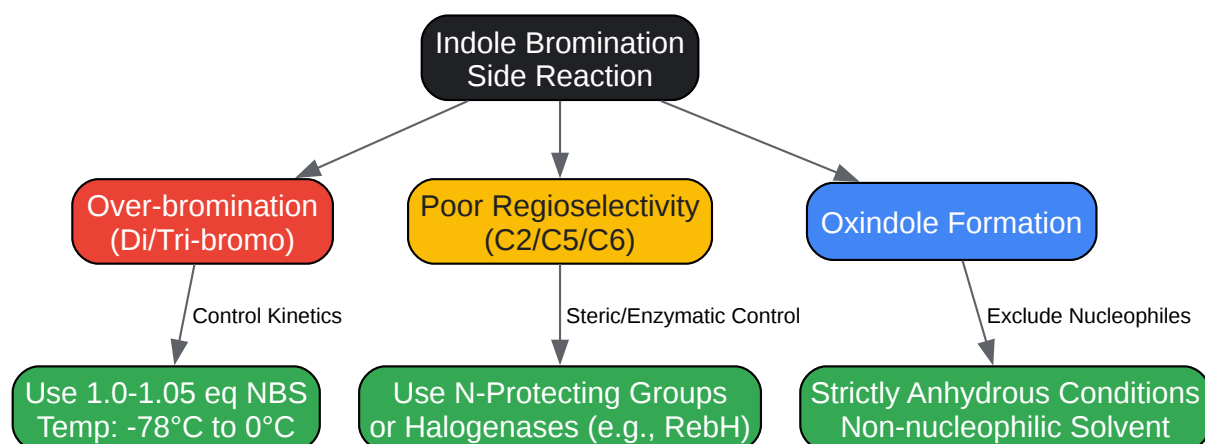 Indole Bromination
Side Reaction
Over-bromination
(Di/Tri-bromo)
Poor Regioselectivity
(C2/C5/C6)
Oxindole Formation
Control Kinetics
Steric/Enzymatic Control
Exclude Nucleophiles
Use 1.0-1.05 eq NBS
Temp: -78°C to 0°C
Use N-Protecting Groups
or Halogenases (e.g., RebH)
Strictly Anhydrous Conditions
Non-nucleophilic Solvent